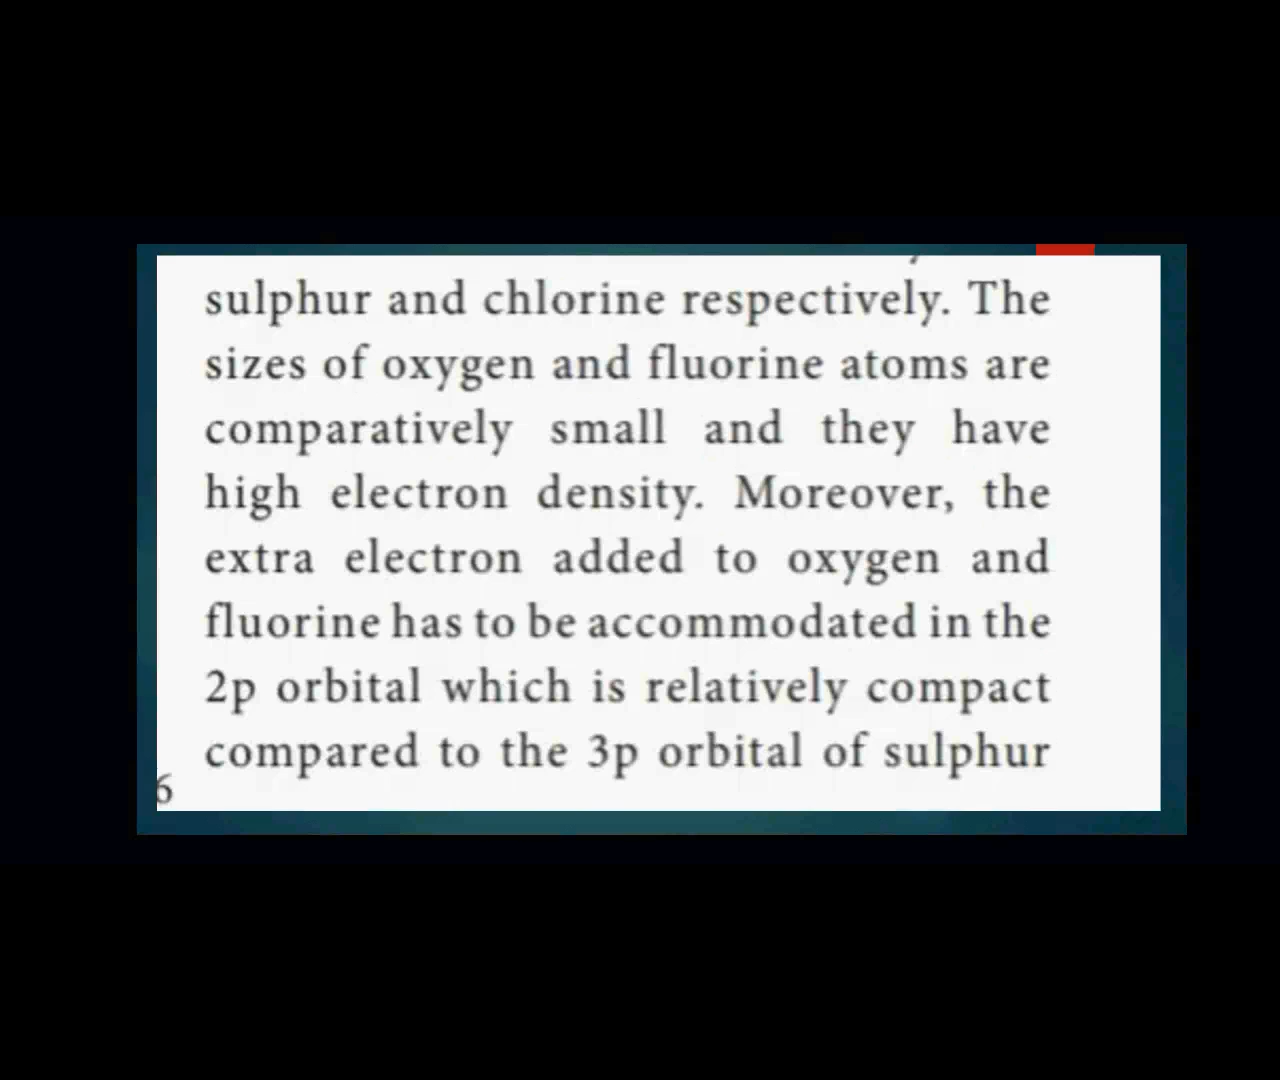 sulphur and chlorine respectively. The
sizes of oxygen and fluorine atoms are
comparatively small and they have
high electron density. Moreover, the
extra electron added to oxygen and
fluorine has to be accommodated in the
2p orbital which is relatively compact
compared to the 3p orbital of sulphur
6